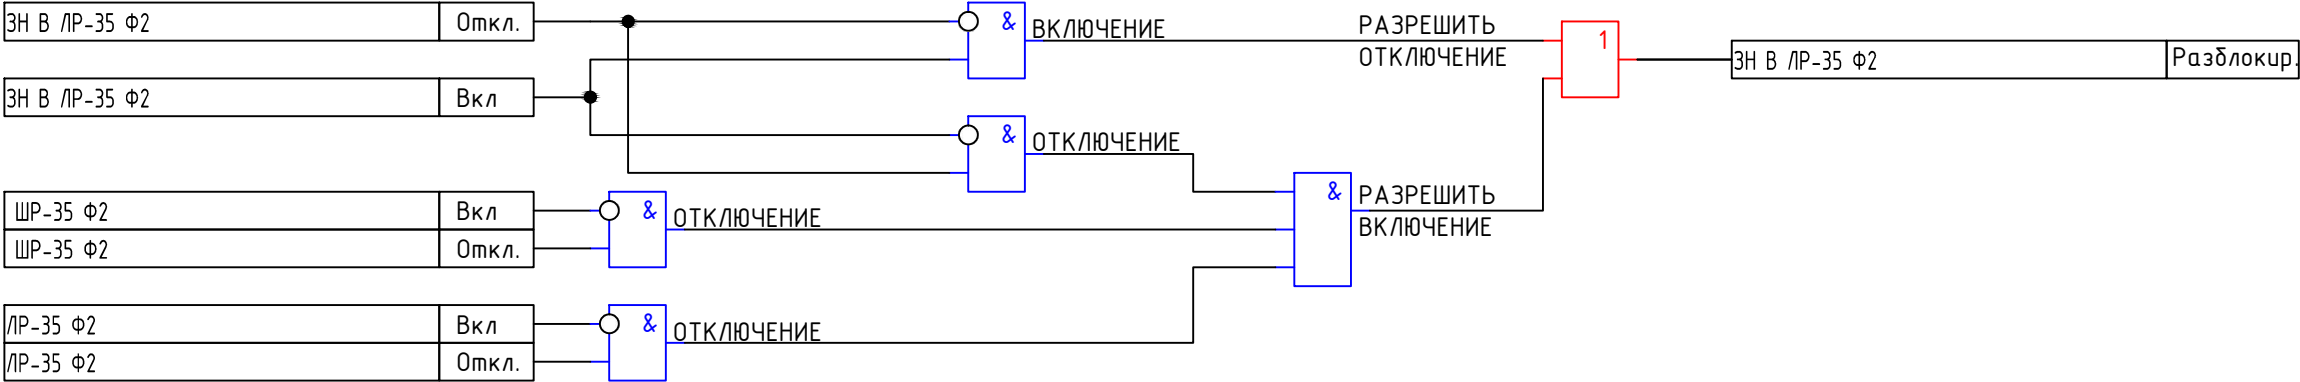 ЗН В ЛР-35 Ф2 Откл.
& ВКЛЮЧЕНИЕ
РАЗРЕШИТЬ
ОТКЛЮЧЕНИЕ
1
ЗН В ЛР-35 Ф2 Разблокир.
ЗН В ЛР-35 Ф2 Вкл
& ОТКЛЮЧЕНИЕ
ШР-35 Ф2 Вкл
& ОТКЛЮЧЕНИЕ
&
РАЗРЕШИТЬ
ВКЛЮЧЕНИЕ
ШР-35 Ф2 Откл.
ЛР-35 Ф2 Вкл
& ОТКЛЮЧЕНИЕ
ЛР-35 Ф2 Откл.